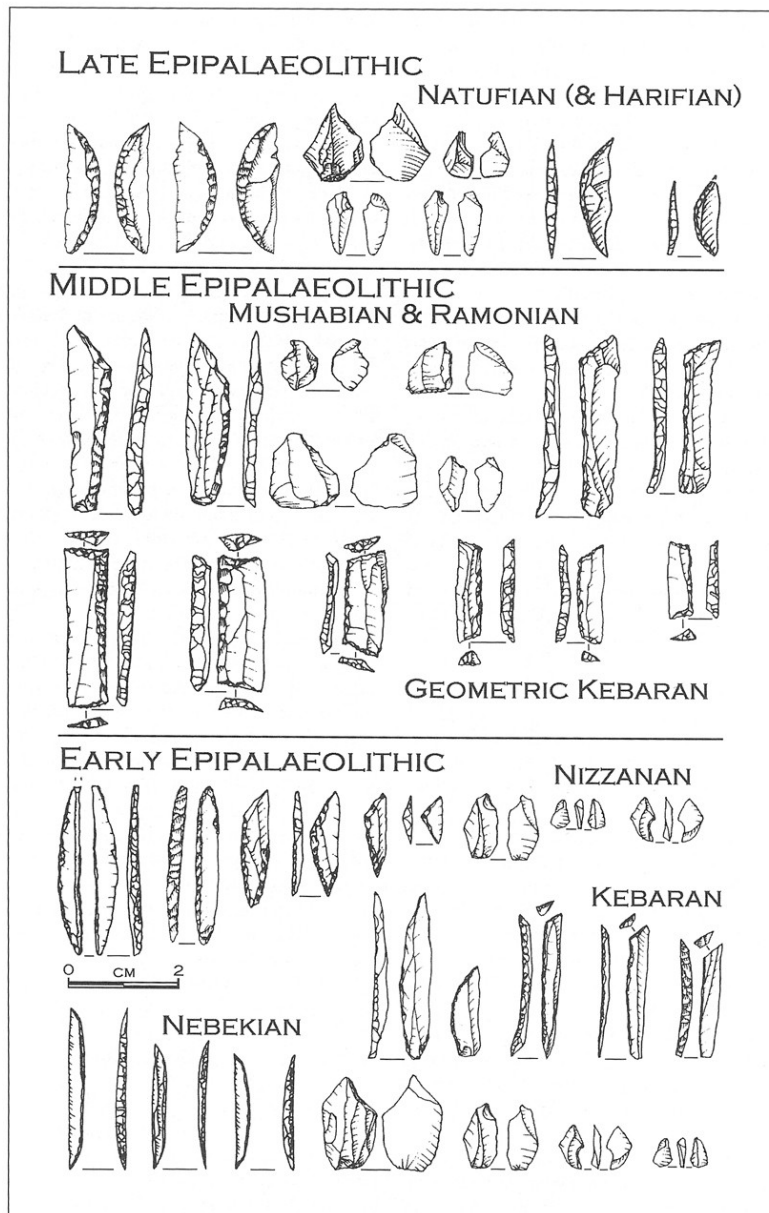 LATE EPIPALAEOLITHIC
NATUFIAN (& HARIFIAN)
MIDDLE EPIPALAEOLITHIC
MUSHABIAN & RAMONIAN
GEOMETRIC KEBARAN
EARLY EPIPALAEOLITHIC
NIZZANAN
KEBARAN
0 CM 2
NEBEKIAN